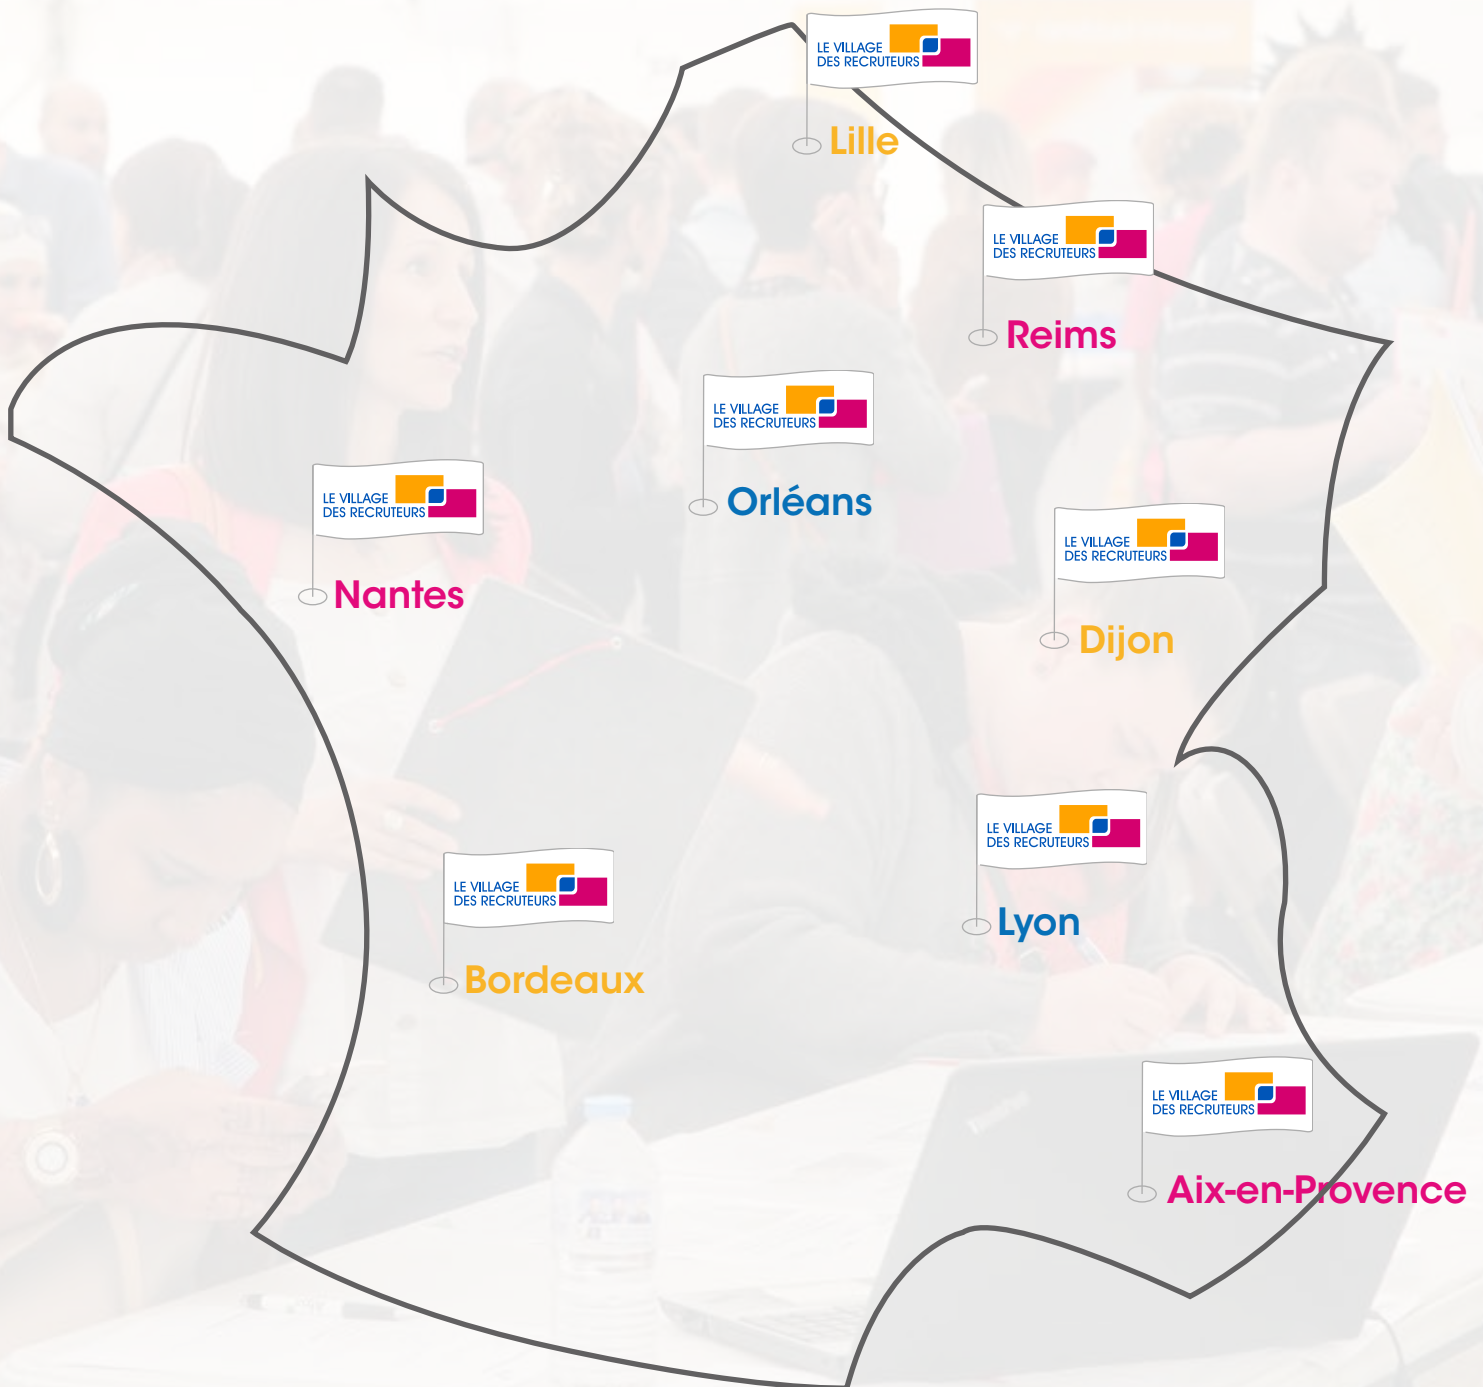 LE VILLAGE
DES RECRUTEURS
Lille
LE VILLAGE
DES RECRUTEURS
Reims
LE VILLAGE
DES RECRUTEURS
Orléans
LE VILLAGE
DES RECRUTEURS
Nantes
LE VILLAGE
DES RECRUTEURS
Dijon
LE VILLAGE
DES RECRUTEURS
Lyon
LE VILLAGE
DES RECRUTEURS
Bordeaux
LE VILLAGE
DES RECRUTEURS
Aix-en-Provence